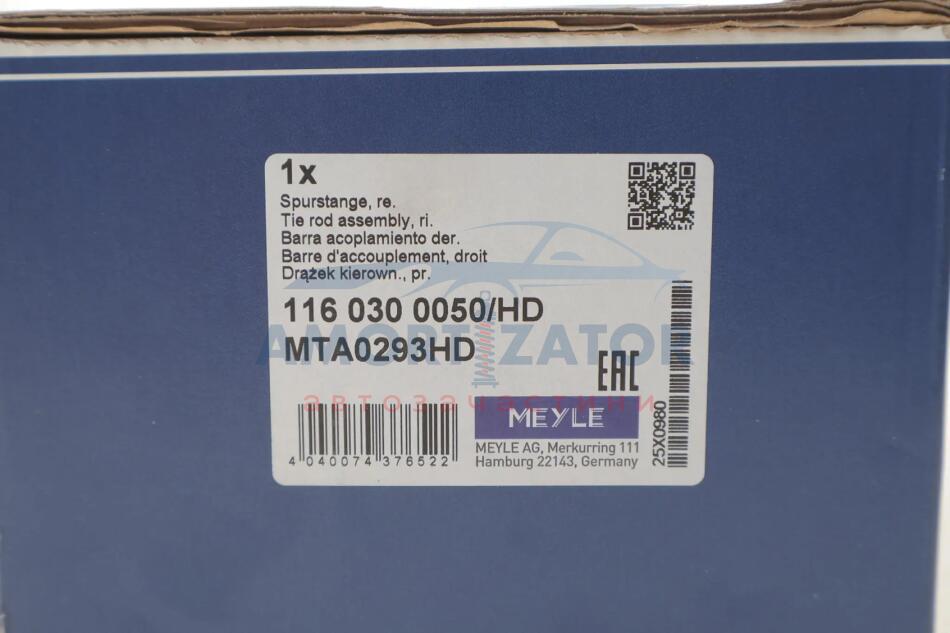 1x
Spurstange, re.
Tie rod assembly, ri.
Barra acoplamiento der.
Barre d'accouplement, droit
Drążek kierown., pr.
116 030 0050/HD
AMORTIZATOR
MTA0293HD
EAC
автозапчастини
MEYLE
MEYLE AG, Merkurring 111
Hamburg 22143, Germany
4 040074 376522
25X0980